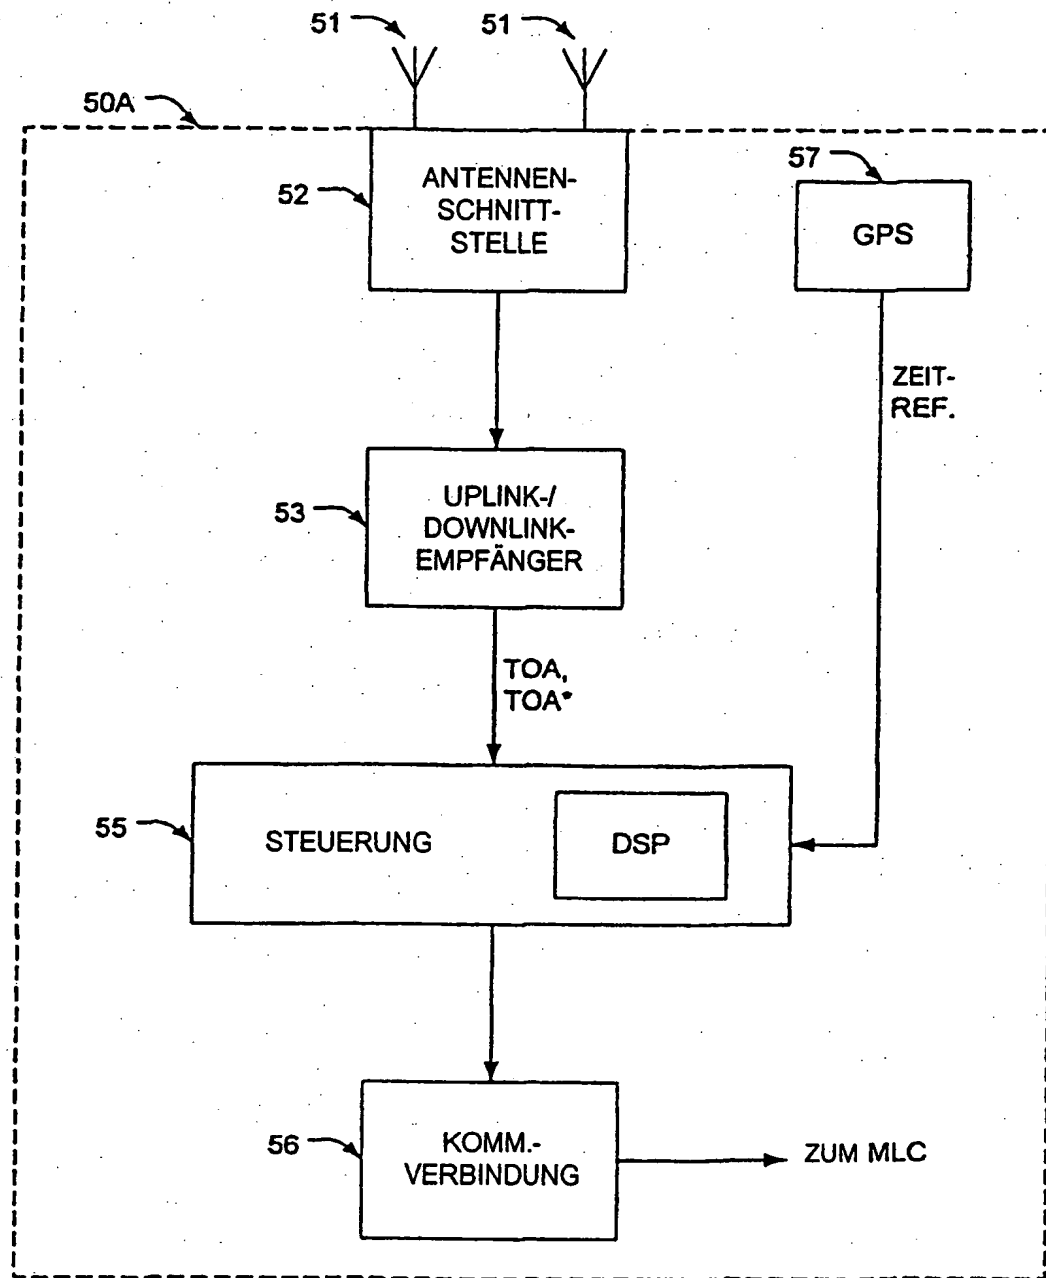 51
51
50A
57
52
ANTENNEN-
SCHNITT-
STELLE
GPS
ZEIT-
REF.
53
UPLINK-/
DOWNLINK-
EMPFÄNGER
TOA,
TOA*
55
STEUERUNG
DSP
56
KOMM.-
VERBINDUNG
ZUM MLC